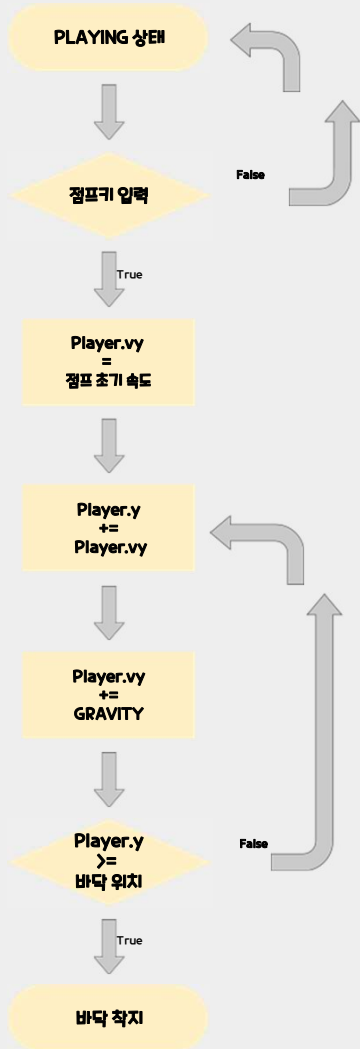 PLAYING 상태
점프키 입력
False
True
Player.vy
=
점프 초기 속도
Player.y
+=
Player.vy
Player.vy
+=
GRAVITY
Player.y
>=
바닥 위치
False
True
바닥 착지